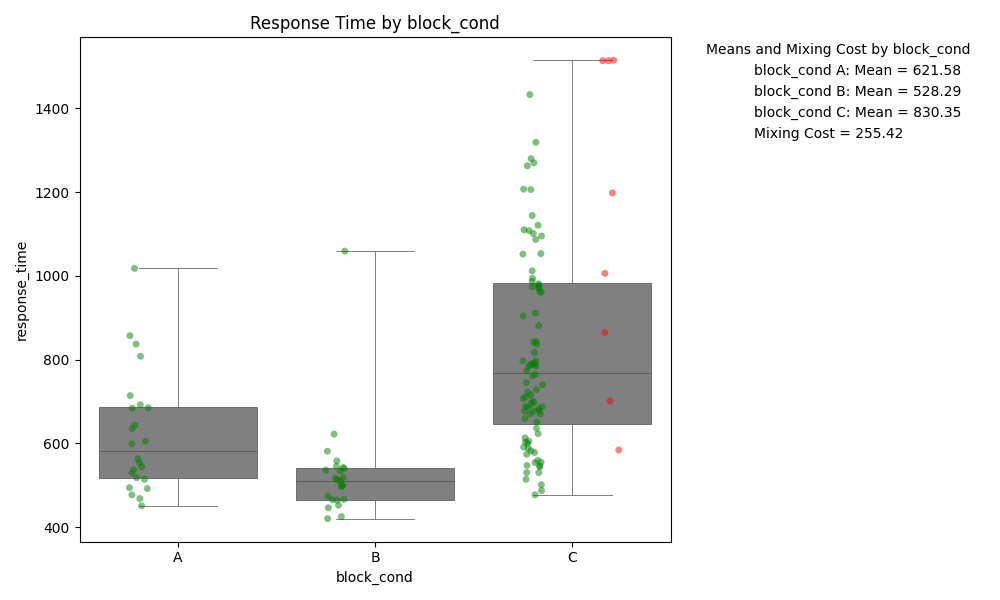 Response Time by block_cond
Means and Mixing Cost by block_cond
block_cond A: Mean = 621.58
block_cond B: Mean = 528.29
block_cond C: Mean = 830.35
Mixing Cost = 255.42
response_time
1400
1200
1000
800
600
400
A
B
C
block_cond